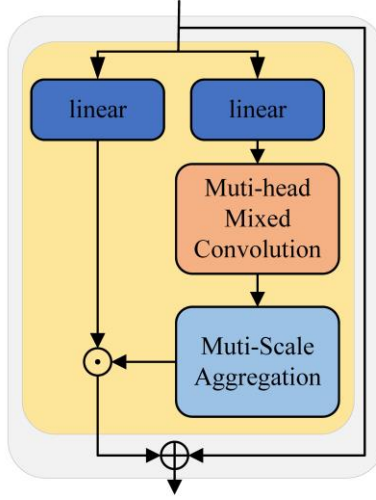 linear
linear
Muti-head
Mixed
Convolution
Muti-Scale
Aggregation